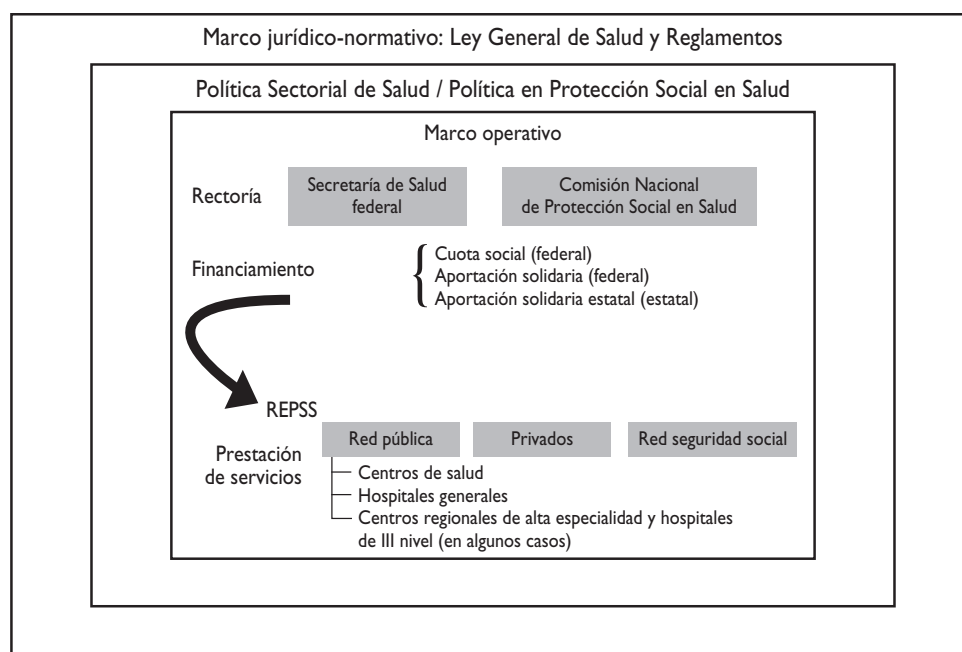 Marco jurídico-normativo: Ley General de Salud y Reglamentos
Política Sectorial de Salud / Política en Protección Social en Salud
Marco operativo
Rectoría
Secretaría de Salud
federal
Comisión Nacional
de Protección Social en Salud
Financiamiento
Cuota social (federal)
Aportación solidaria (federal)
Aportación solidaria estatal (estatal)
REPSS
Prestación
de servicios
Red pública
Privados
Red seguridad social
Centros de salud
Hospitales generales
Centros regionales de alta especialidad y hospitales
de III nivel (en algunos casos)